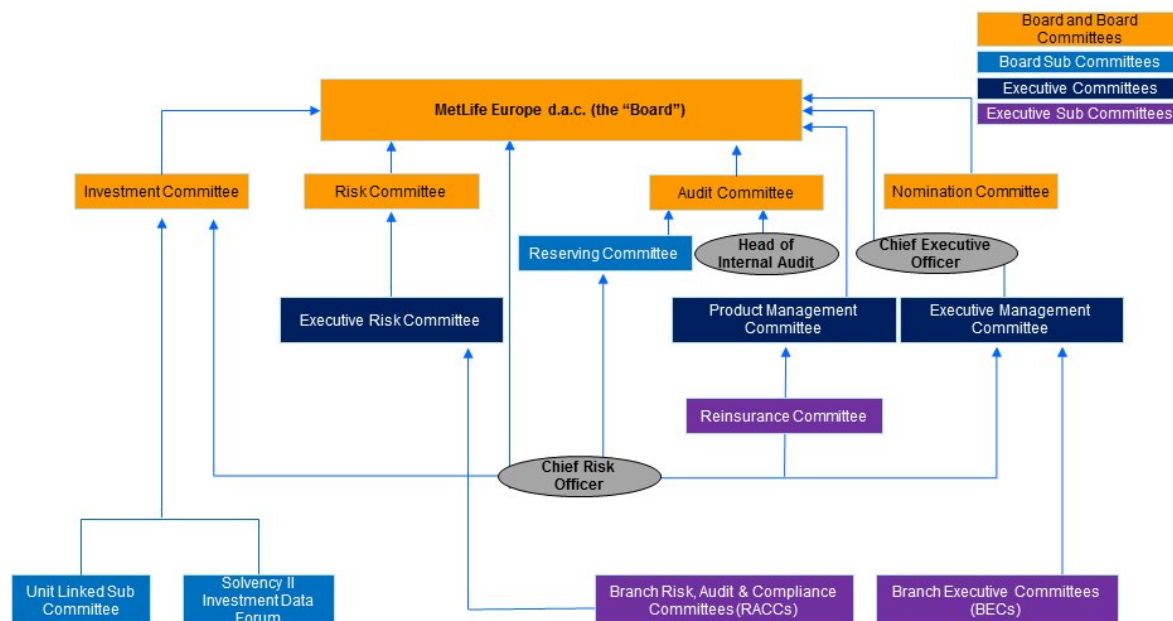 Board and Board
Committees
Board Sub Committees
Executive Committees
Executive Sub Committees
MetLife Europe d.a.c. (the “Board”)
Investment Committee
Risk Committee
Audit Committee
Nomination Committee
Reserving Committee
Head of
Internal Audit
Chief Executive
Officer
Executive Risk Committee
Product Management
Committee
Executive Management
Committee
Reinsurance Committee
Chief Risk
Officer
Unit Linked Sub
Committee
Solvency II
Investment Data
Forum
Branch Risk, Audit & Compliance
Committees (RACCs)
Branch Executive Committees
(BECs)